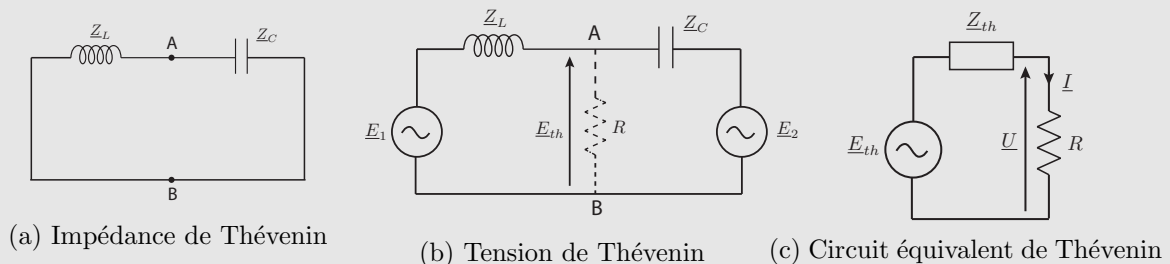 Z_L
A
Z_C
B
(a) Impédance de Thévenin
Z_L
A
Z_C
E_1
E_th
R
E_2
B
(b) Tension de Thévenin
Z_th
I
E_th
U
R
(c) Circuit équivalent de Thévenin